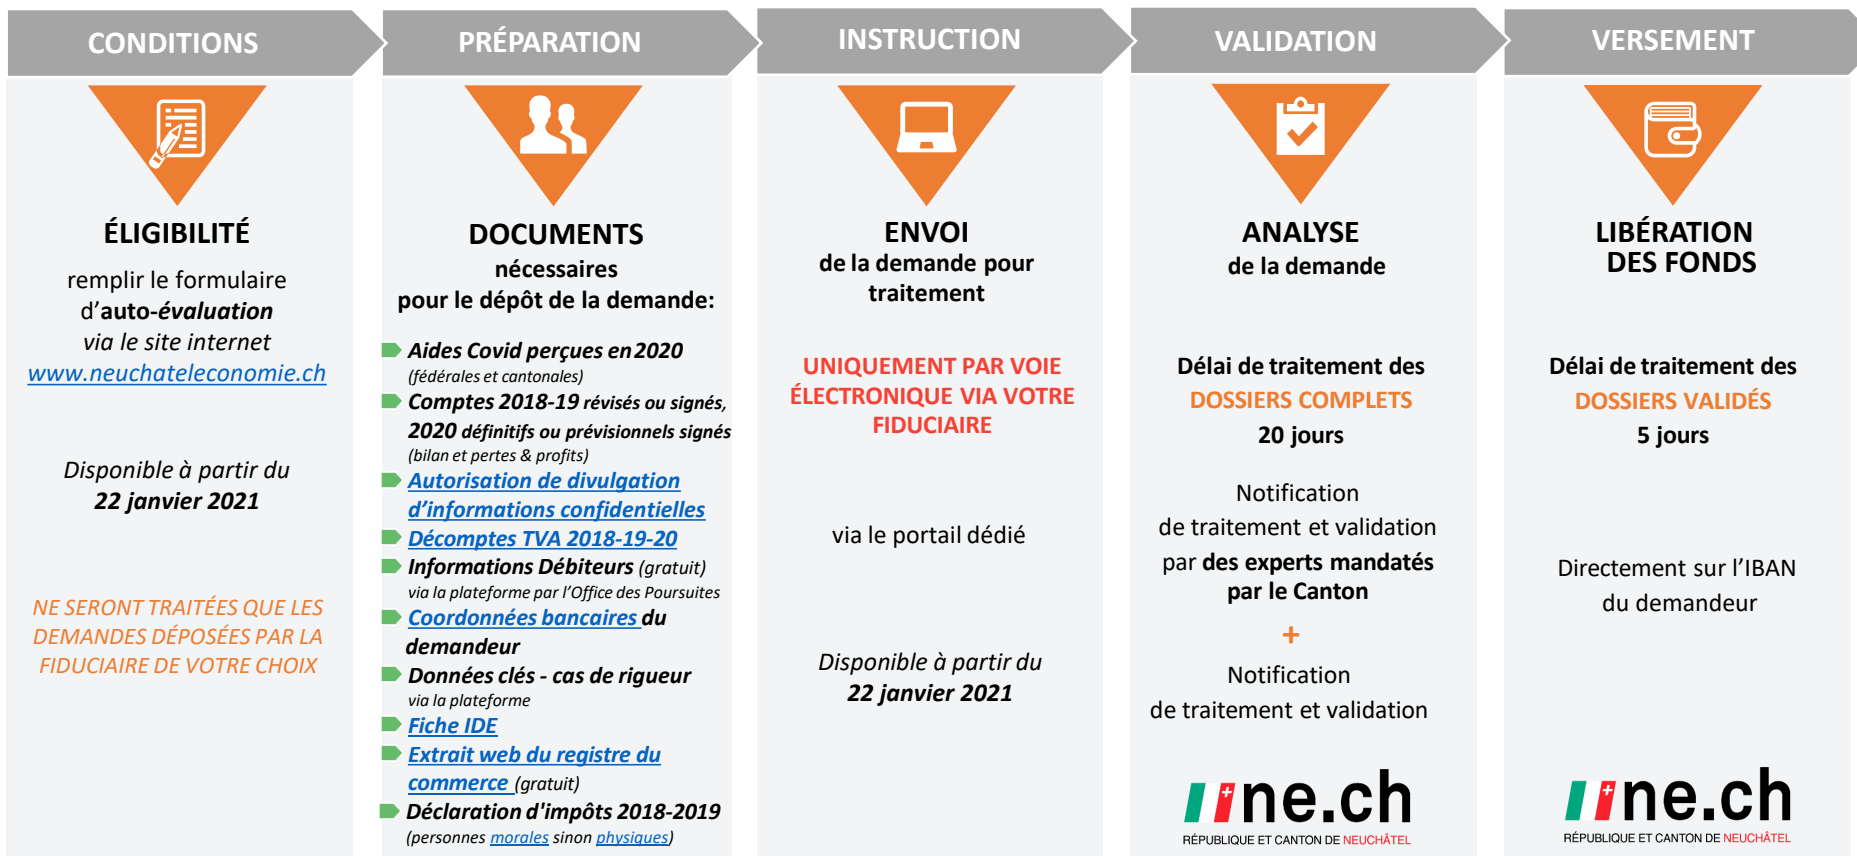 CONDITIONS
ÉLIGIBILITÉ
remplir le formulaire
d’auto-évaluation
via le site internet
www.neuchateleconomie.ch
Disponible à partir du
22 janvier 2021
NE SERONT TRAITÉES QUE LES
DEMANDES DÉPOSÉES PAR LA
FIDUCIAIRE DE VOTRE CHOIX
PRÉPARATION
DOCUMENTS
nécessaires
pour le dépôt de la demande:
Aides Covid perçues en 2020
(fédérales et cantonales)
Comptes 2018-19 révisés ou signés,
2020 définitifs ou prévisionnels signés
(bilan et pertes & profits)
Autorisation de divulgation
d’informations confidentielles
Décomptes TVA 2018-19-20
Informations Débiteurs (gratuit)
via la plateforme par l’Office des Poursuites
Coordonnées bancaires du
demandeur
Données clés - cas de rigueur
via la plateforme
Fiche IDE
Extrait web du registre du
commerce (gratuit)
Déclaration d'impôts 2018-2019
(personnes morales sinon physiques)
INSTRUCTION
ENVOI
de la demande pour
traitement
UNIQUEMENT PAR VOIE
ÉLECTRONIQUE VIA VOTRE
FIDUCIAIRE
via le portail dédié
Disponible à partir du
22 janvier 2021
VALIDATION
ANALYSE
de la demande
Délai de traitement des
DOSSIERS COMPLETS
20 jours
Notification
de traitement et validation
par des experts mandatés
par le Canton
+
Notification
de traitement et validation
ne.ch
RÉPUBLIQUE ET CANTON DE NEUCHÂTEL
VERSEMENT
LIBÉRATION
DES FONDS
Délai de traitement des
DOSSIERS VALIDÉS
5 jours
Directement sur l’IBAN
du demandeur
ne.ch
RÉPUBLIQUE ET CANTON DE NEUCHÂTEL